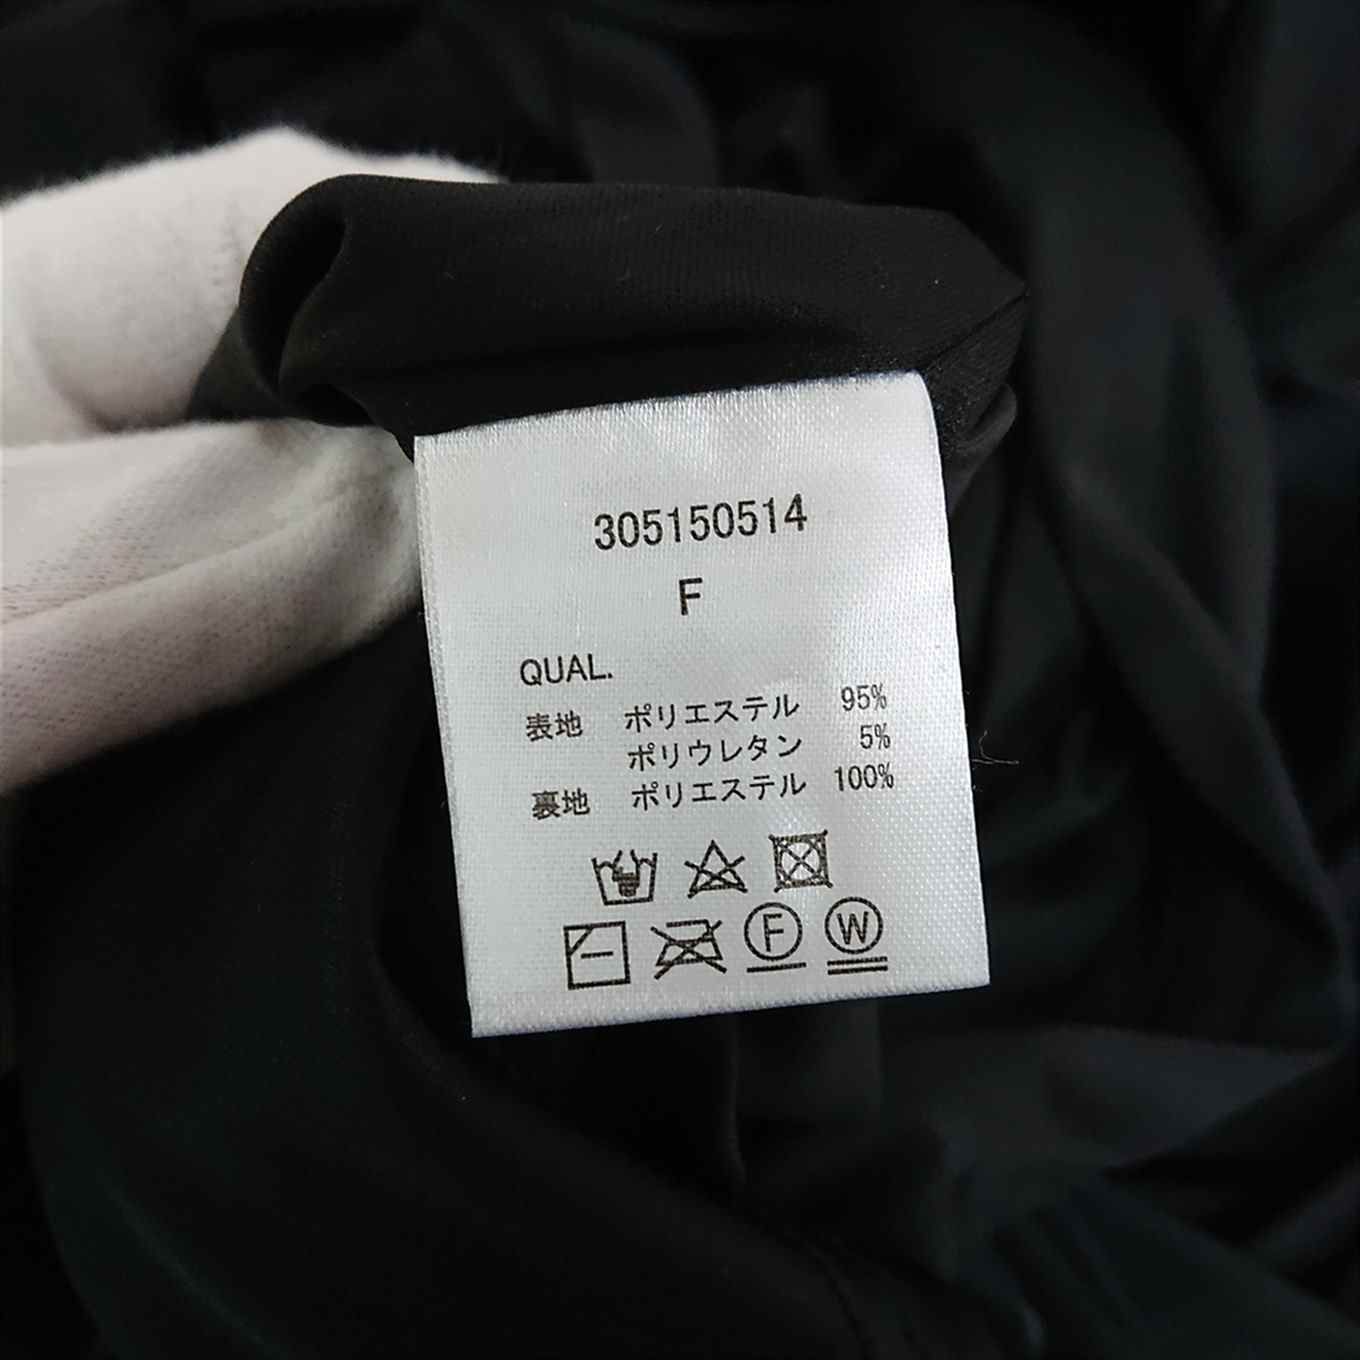 305150514
F
QUAL.
表地 ポリエステル 95%
ポリウレタン 5%
裏地 ポリエステル 100%
F W